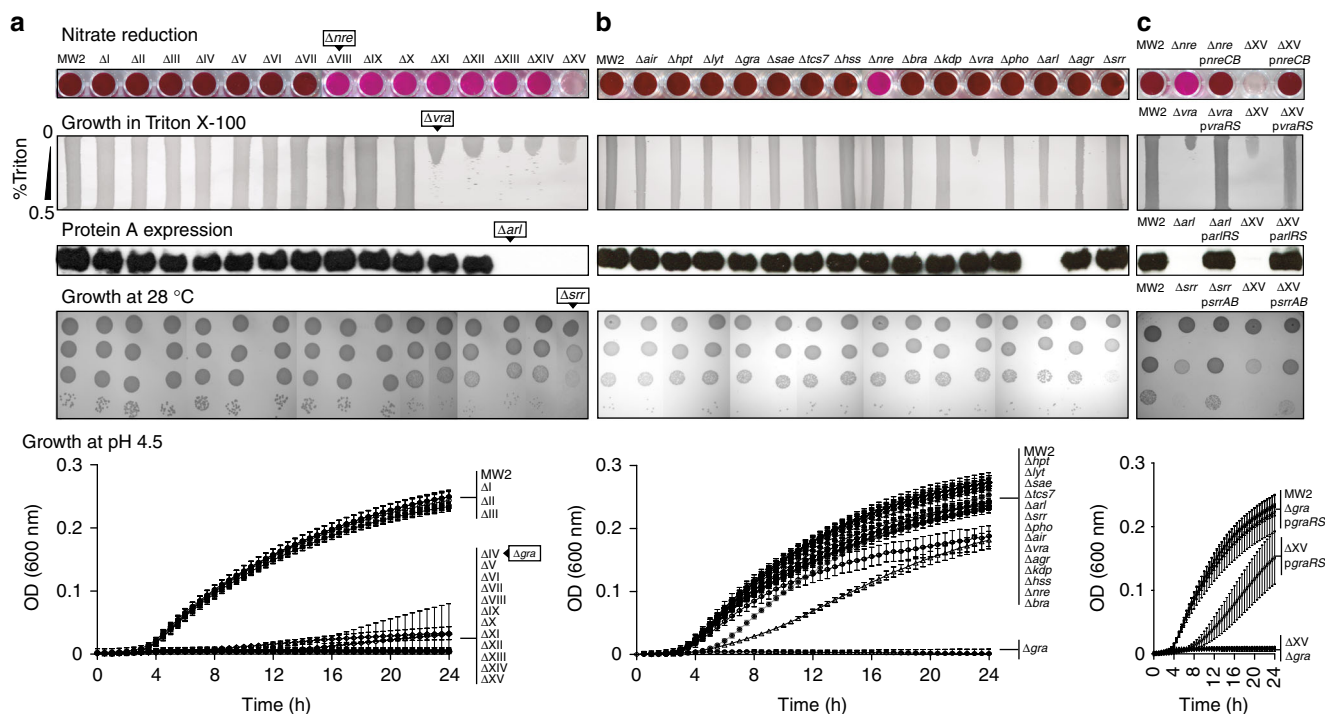 a
Nitrate reduction
Δnre
MW2 ΔI ΔII ΔIII ΔIV ΔV ΔVI ΔVII ΔVIII ΔIX ΔX ΔXI ΔXII ΔXIII ΔXIV ΔXV
Growth in Triton X-100
Δvra
0
%Triton
0.5
Protein A expression
Δarl
Growth at 28 °C
Δsrr
Growth at pH 4.5
0.3
0.2
0.1
0
OD (600 nm)
0 4 8 12 16 20 24
Time (h)
MW2
ΔI
ΔII
ΔIII
ΔIV
Δgra
ΔV
ΔVI
ΔVII
ΔVIII
ΔIX
ΔX
ΔXI
ΔXII
ΔXIII
ΔXIV
ΔXV
b
MW2 Δair Δhpt Δlyt Δgra Δsae Δtcs7 Δhss Δnre Δbra Δkdp Δvra Δpho Δarl Δagr Δsrr
0.3
0.2
0.1
0
OD (600 nm)
0 4 8 12 16 20 24
Time (h)
MW2
Δhpt
Δlyt
Δsae
Δtcs7
Δarl
Δsrr
Δpho
Δair
Δvra
Δagr
Δkdp
Δhss
Δnre
Δbra
Δgra
c
MW2 Δnre Δnre pnreCB ΔXV ΔXV pnreCB
MW2 Δvra Δvra pvraRS ΔXV ΔXV pvraRS
MW2 Δarl Δarl parlRS ΔXV ΔXV parlRS
MW2 Δsrr Δsrr psrrAB ΔXV ΔXV psrrAB
0.3
0.2
0.1
0
OD (600 nm)
0 4 8 12 16 20 24
Time (h)
MW2
Δgra
pgraRS
ΔXV
pgraRS
ΔXV
Δgra